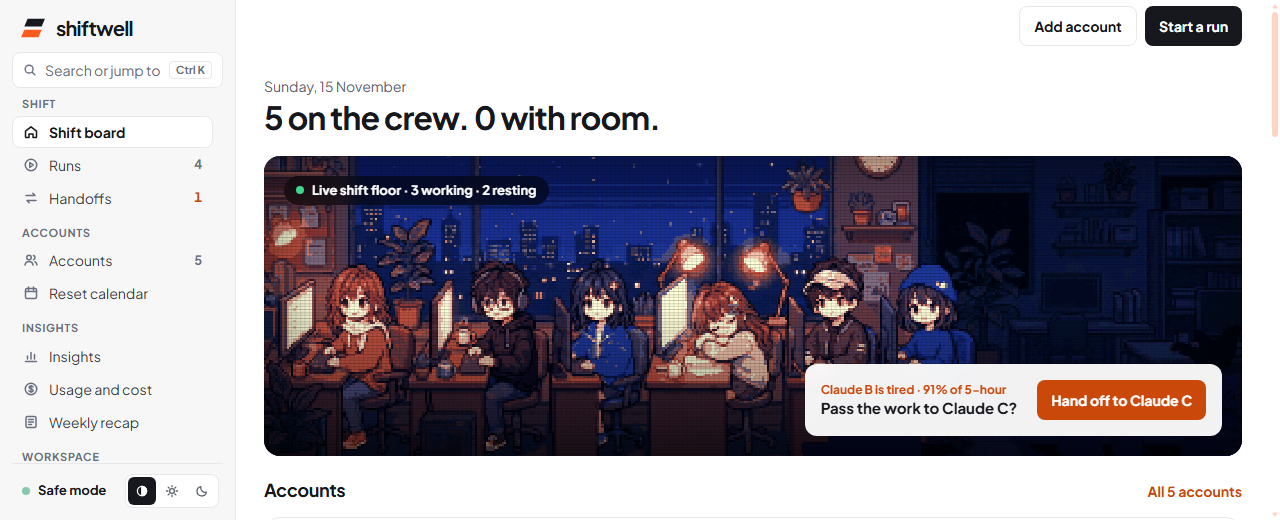 shiftwell
Search or jump to
Ctrl K
SHIFT
Shift board
Runs 4
Handoffs 1
ACCOUNTS
Accounts 5
Reset calendar
INSIGHTS
Insights
Usage and cost
Weekly recap
WORKSPACE
Safe mode
Add account
Start a run
Sunday, 15 November
5 on the crew. 0 with room.
Live shift floor · 3 working · 2 resting
Claude B is tired · 91% of 5-hour
Pass the work to Claude C?
Hand off to Claude C
Accounts
All 5 accounts